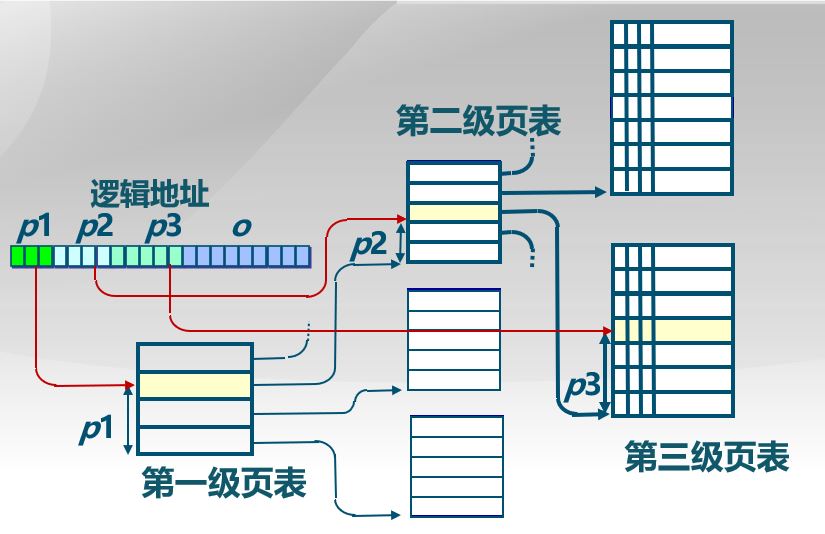 第二级页表
逻辑地址
p1 p2 p3 o
p2
p3
p1
第三级页表
第一级页表